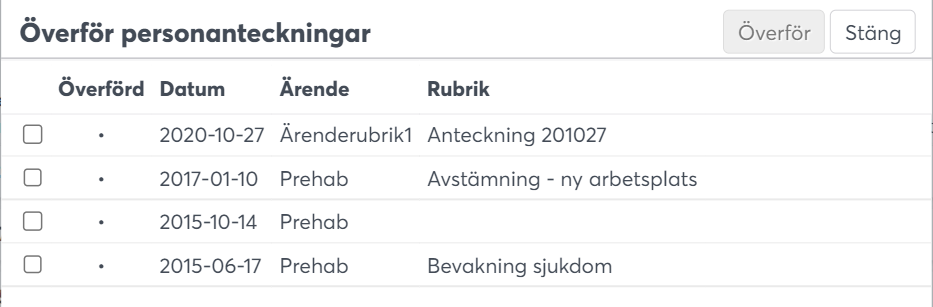 Överför personanteckningar Överför Stäng
Överförd Datum Ärende Rubrik
• 2020-10-27 Ärenderubrik1 Anteckning 201027
• 2017-01-10 Prehab Avstämning - ny arbetsplats
• 2015-10-14 Prehab
• 2015-06-17 Prehab Bevakning sjukdom